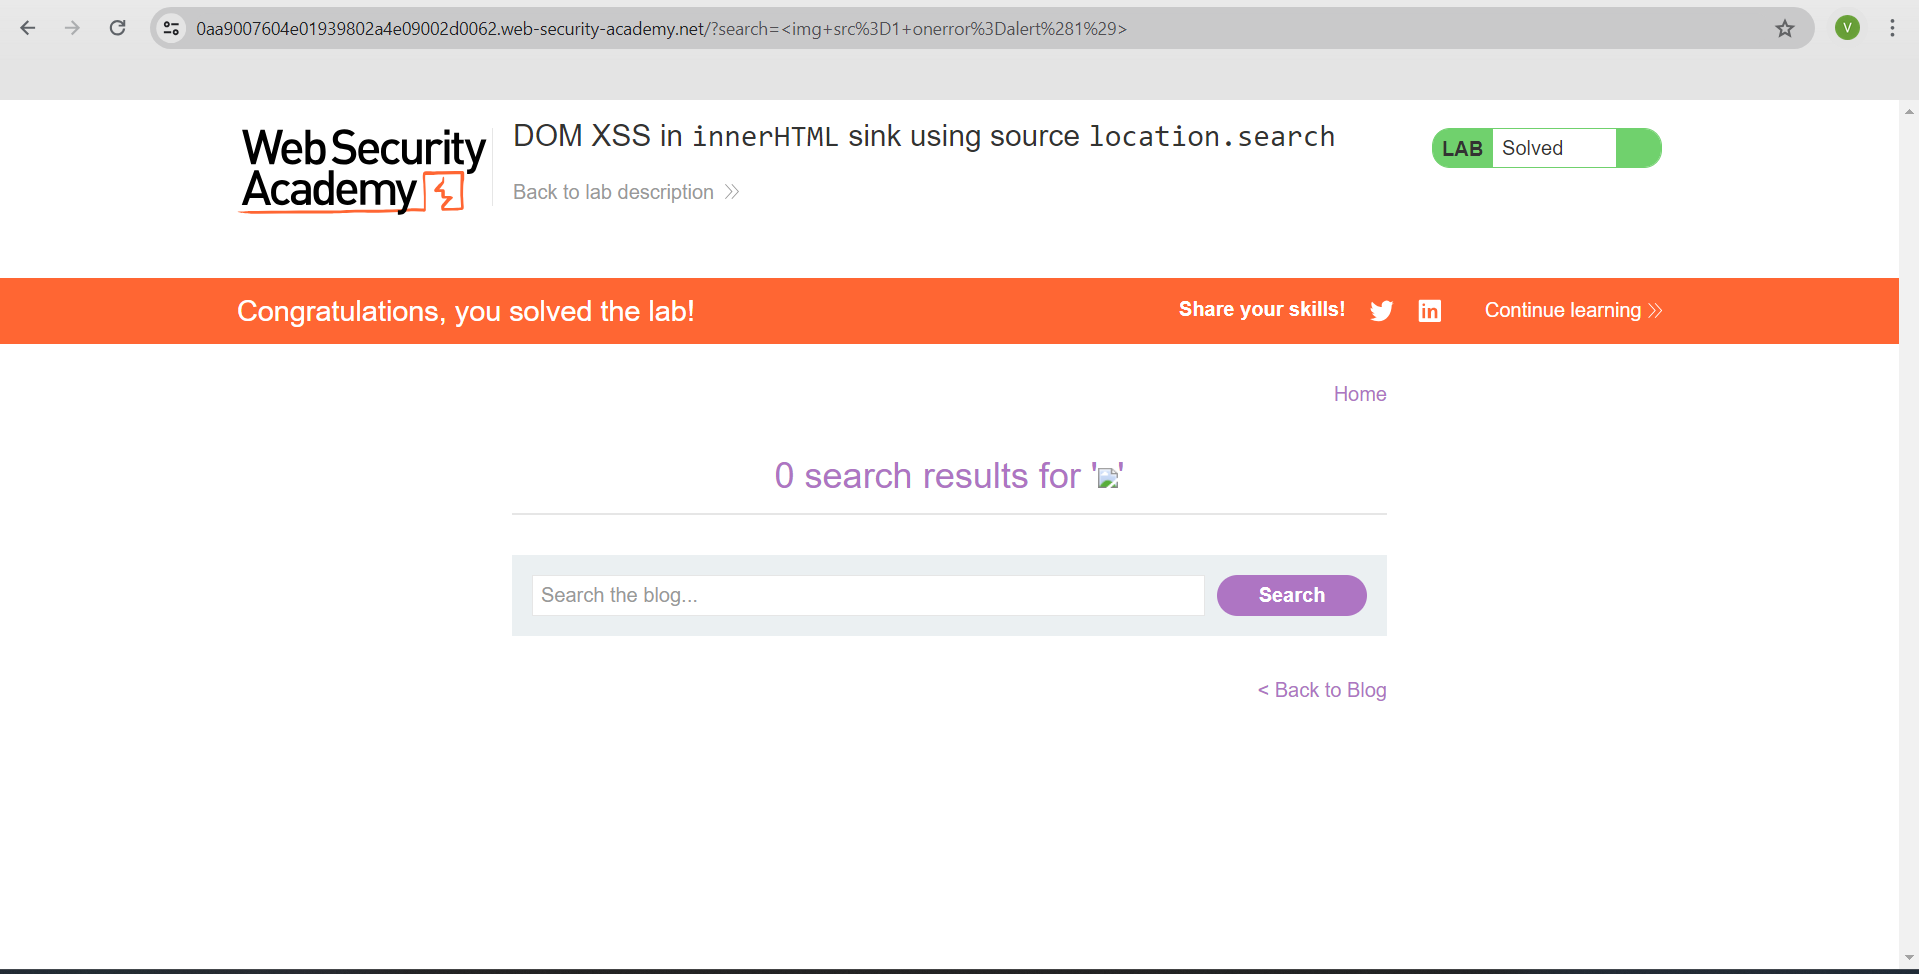 0aa9007604e01939802a4e09002d0062.web-security-academy.net/?search=<img+src%3D1+onerror%3Dalert%281%29>
V
Web Security
Academy
DOM XSS in innerHTML sink using source location.search
Back to lab description
LAB Solved
Congratulations, you solved the lab!
Share your skills!
in
Continue learning
Home
0 search results for ' '
Search the blog...
Search
< Back to Blog